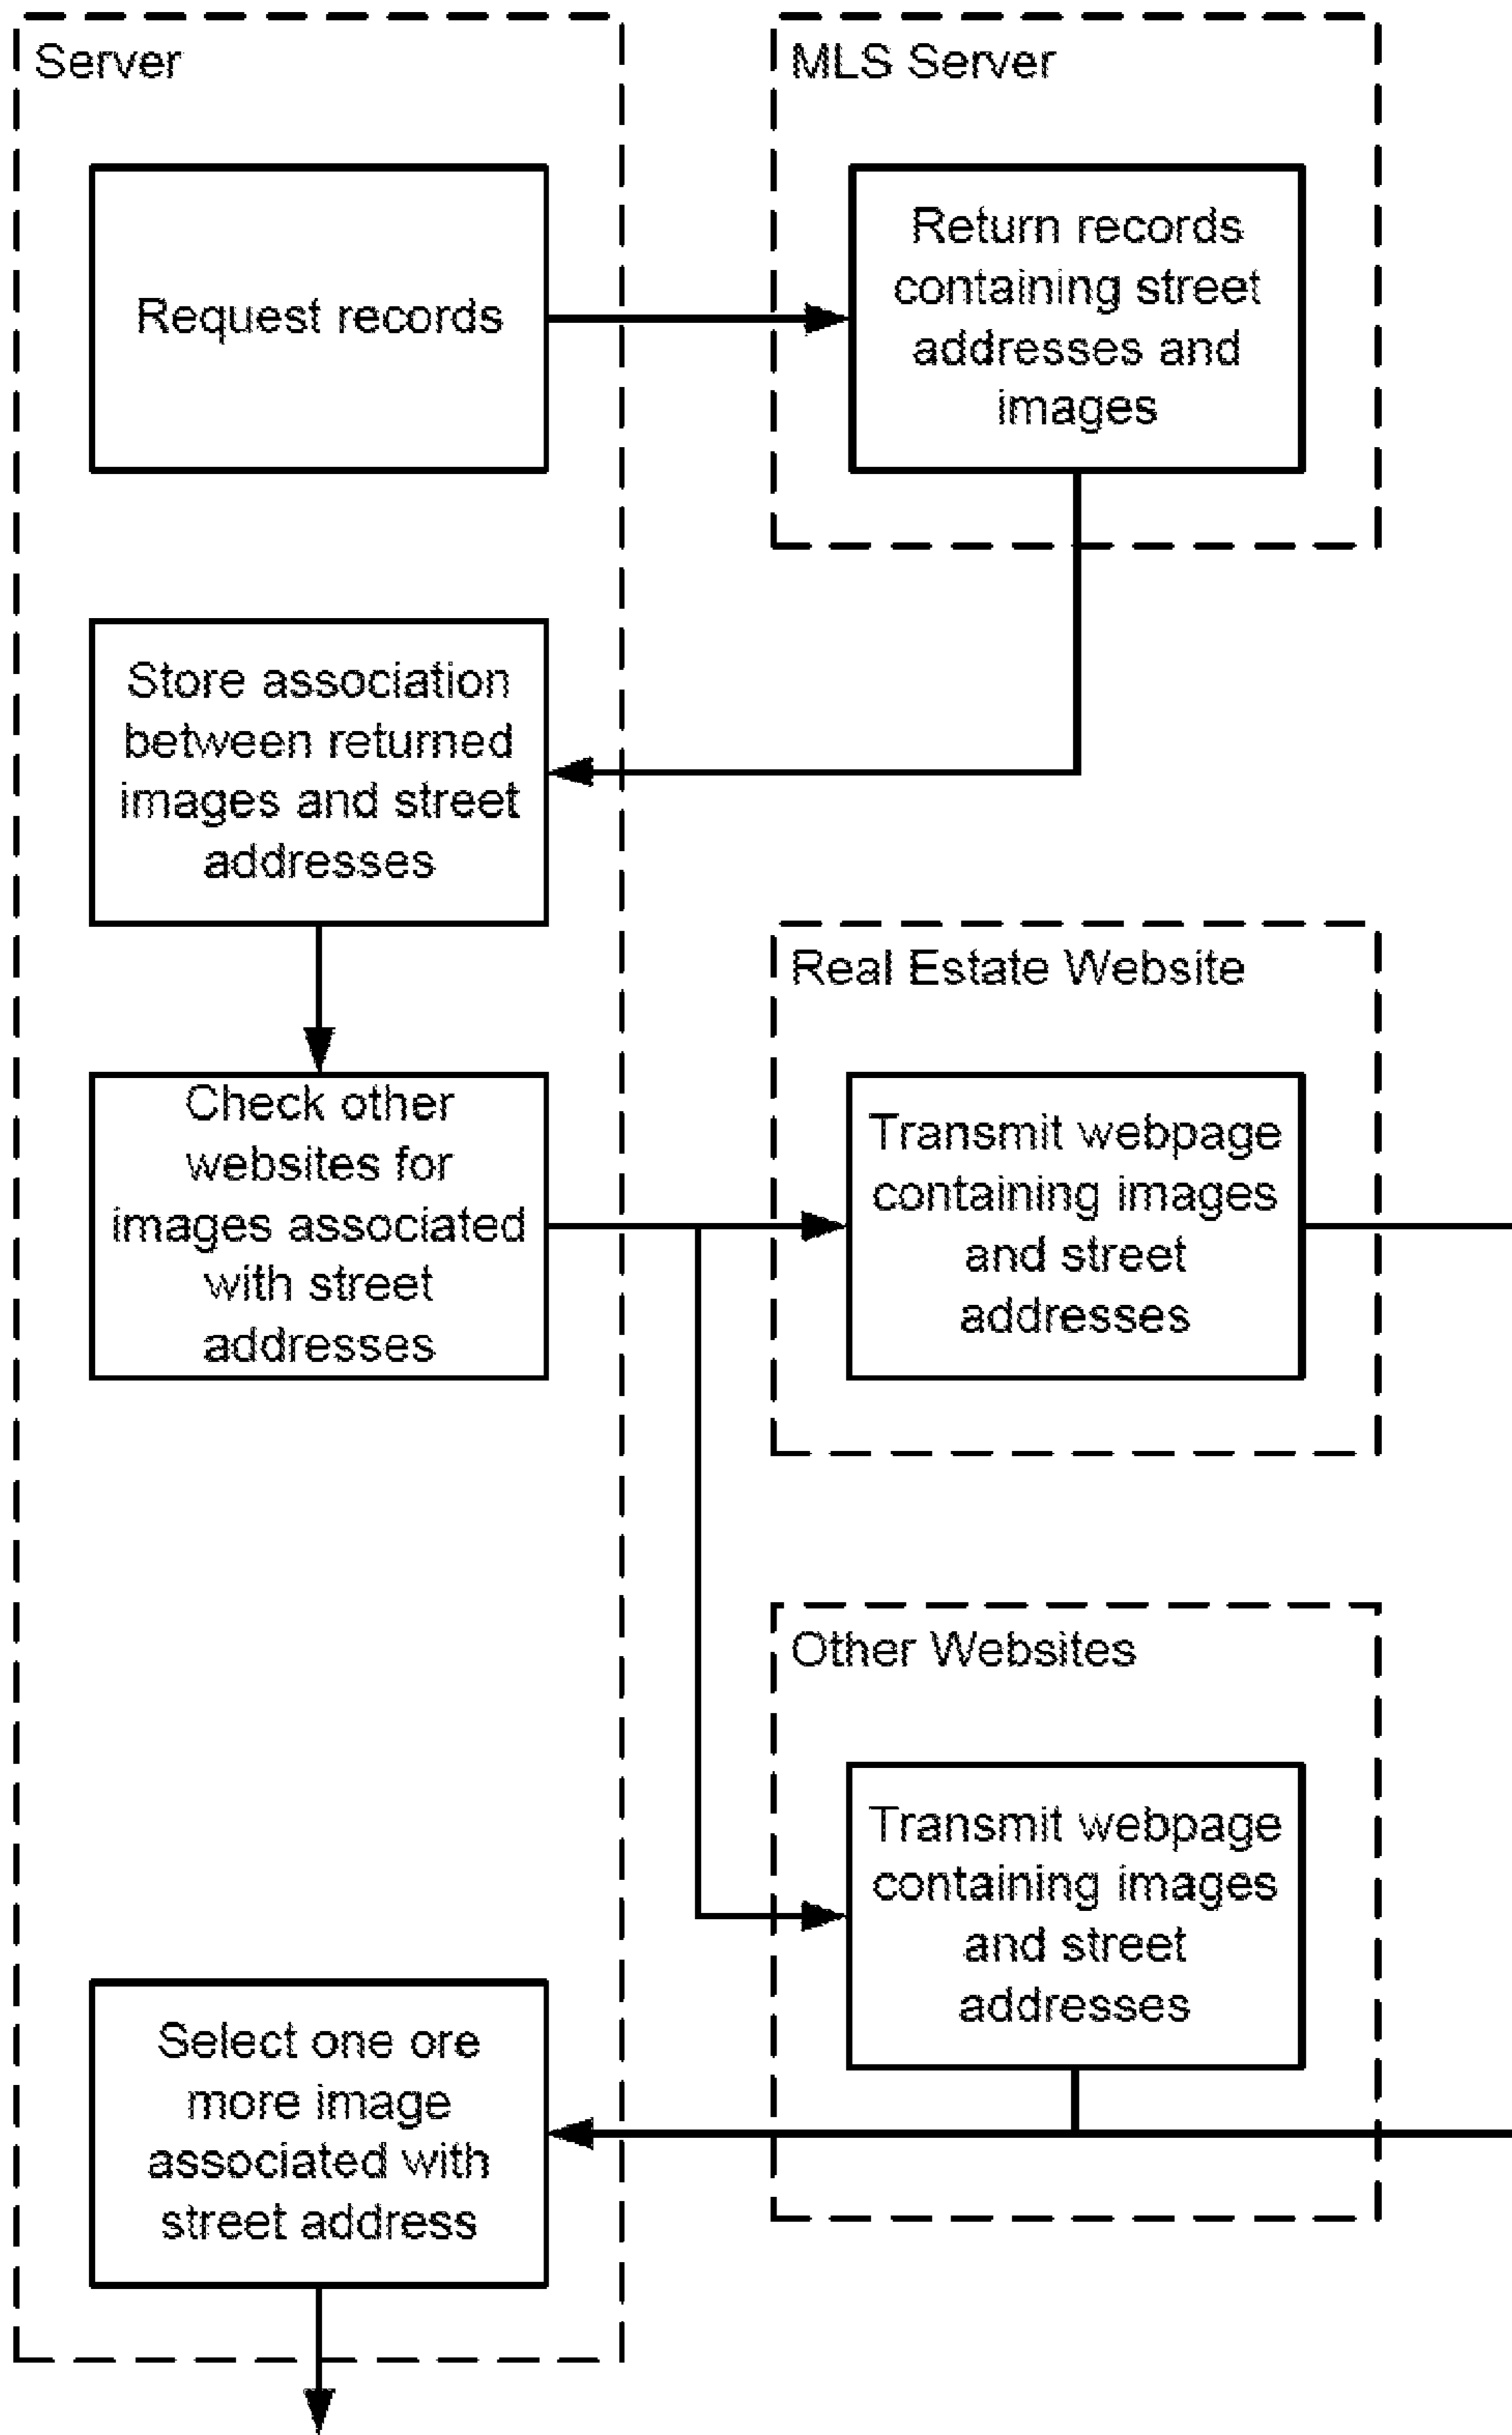 Server
Request records
MLS Server
Return records
containing street
addresses and
images
Store association
between returned
images and street
addresses
Check other
websites for
images associated
with street
addresses
Real Estate Website
Transmit webpage
containing images
and street
addresses
Other Websites
Transmit webpage
containing images
and street
addresses
Select one ore
more image
associated with
street address